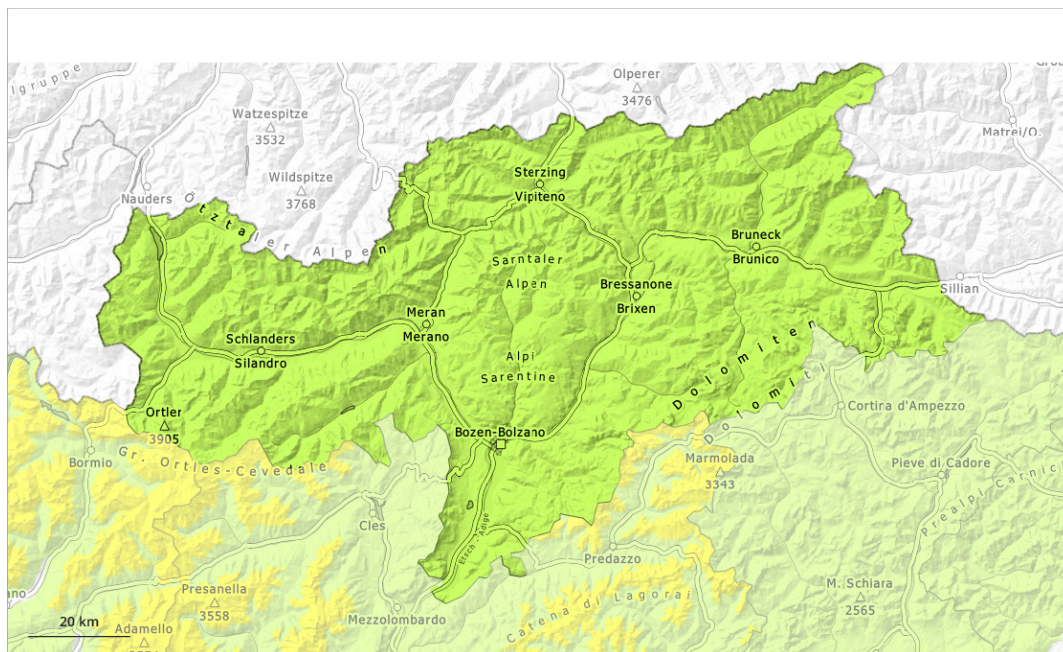 Olperer
3476
Watzespitze
3532
Matrei/O.
Sterzing
Vipiteno
Wildspitze
3768
Nauders
Ötztaler Alpen
Bruneck
Brunico
Sarntaler
Alpen
Bressanone
Brixen
Sillian
Meran
Merano
Schlanders
Silandro
Alpi
Sarentine
Dolomiten
Dolomiti
Ortler
3905
Cortira d'Ampezzo
Bozen-Bolzano
Gr. Ortles-Cevedale
Bormio
Marmolada
3343
Pieve di Cadore
Prealpi Carnic
Cles
Etsch - Adige
Predazzo
Presanella
3558
M. Schiara
2565
Catena di Lagorai
Mezzolombardo
20 km
Adamello